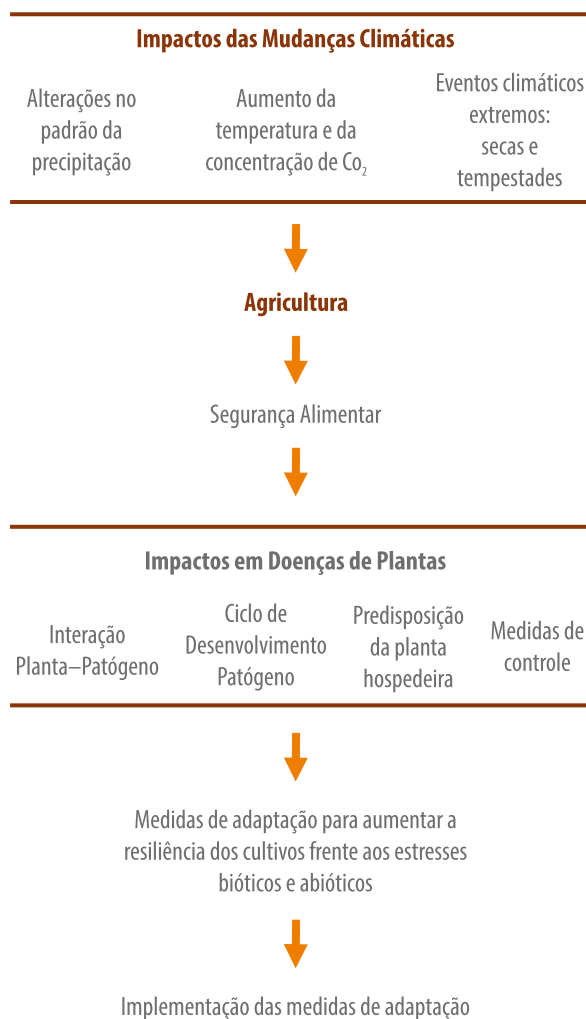 Impactos das Mudanças Climáticas
Alterações no
padrão da
precipitação
Aumento da
temperatura e da
concentração de Co₂
Eventos climáticos
extremos:
secas e
tempestades
Agricultura
Segurança Alimentar
Impactos em Doenças de Plantas
Interação
Planta–Patógeno
Ciclo de
Desenvolvimento
Patógeno
Predisposição
da planta
hospedeira
Medidas de
controle
Medidas de adaptação para aumentar a
resiliência dos cultivos frente aos estresses
bióticos e abióticos
Implementação das medidas de adaptação